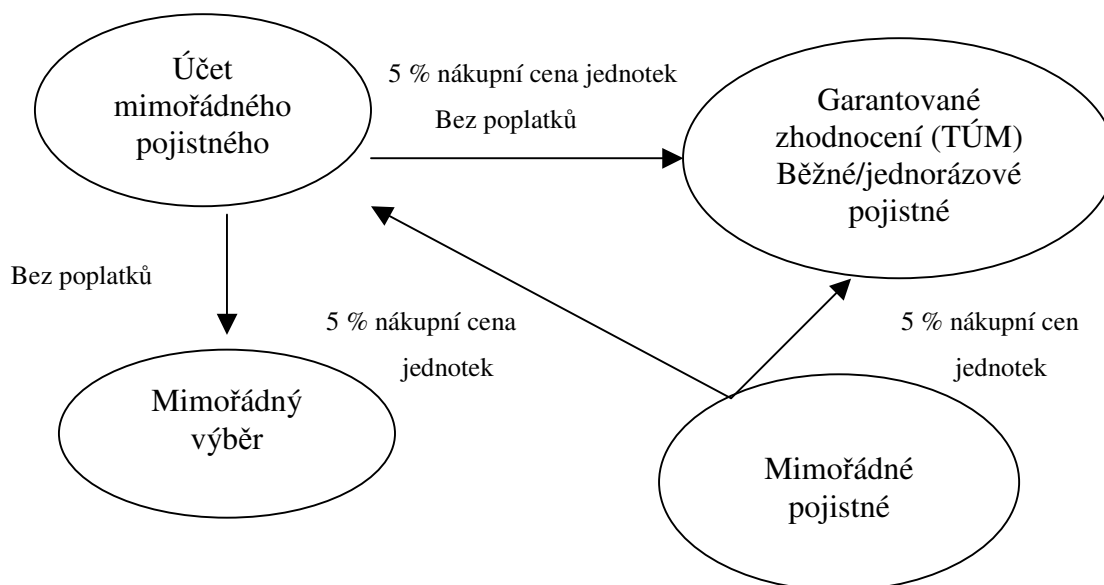 Účet
mimořádného
pojistného
5 % nákupní cena jednotek
Bez poplatků
Garantované
zhodnocení (TÚM)
Běžné/jednorázové
pojistné
Bez poplatků
5 % nákupní cena
jednotek
5 % nákupní cen
jednotek
Mimořádný
výběr
Mimořádné
pojistné